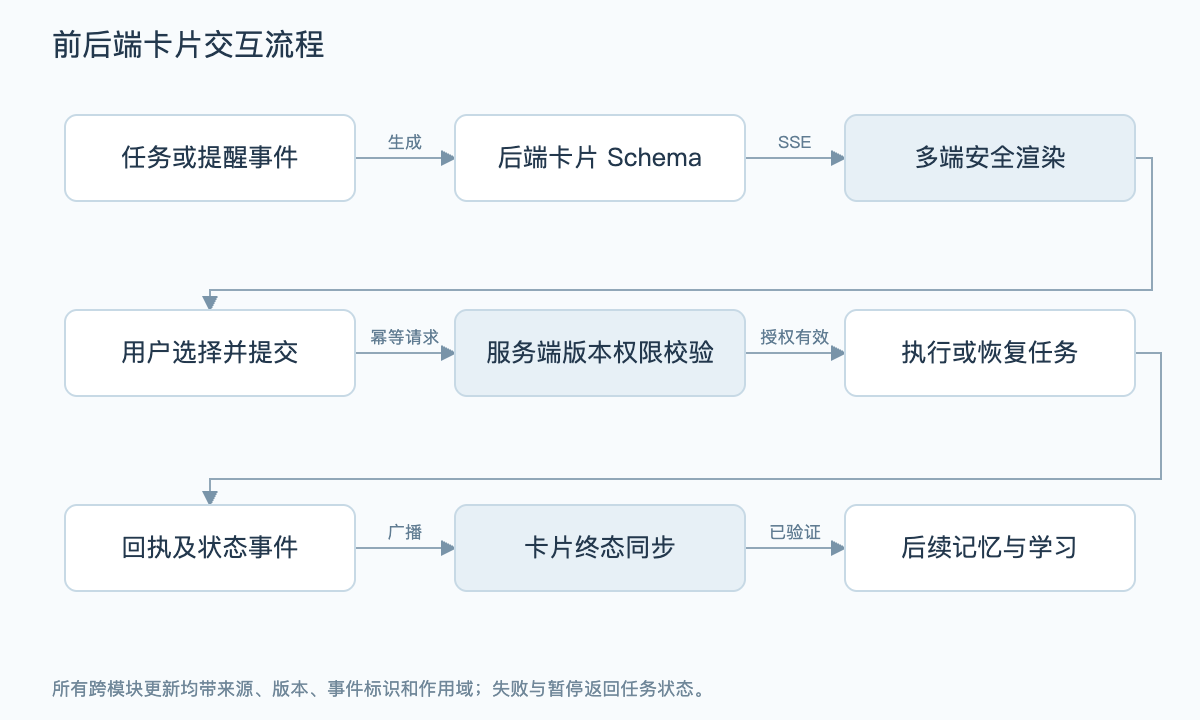 前后端卡片交互流程
任务或提醒事件
生成
后端卡片 Schema
SSE
多端安全渲染
用户选择并提交
幂等请求
服务端版本权限校验
授权有效
执行或恢复任务
回执及状态事件
广播
卡片终态同步
已验证
后续记忆与学习
所有跨模块更新均带来源、版本、事件标识和作用域；失败与暂停返回任务状态。